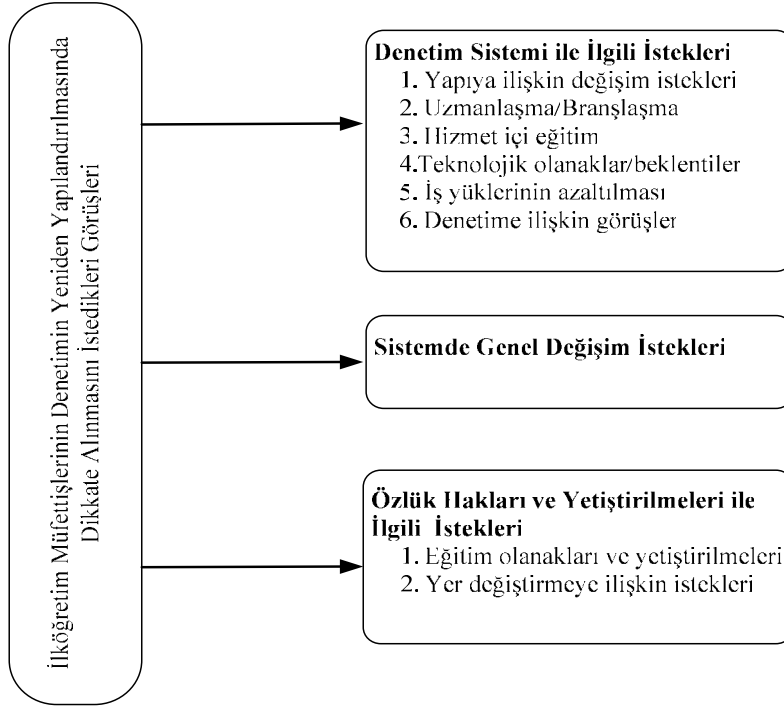 İlköğretim Müfettişlerinin Denetimin Yeniden Yapılandırılmasında
Dikkate Alınmasını İstedikleri Görüşleri
Denetim Sistemi ile İlgili İstekleri
1. Yapıya ilişkin değişim istekleri
2. Uzmanlaşma/Branşlaşma
3. Hizmet içi eğitim
4.Teknolojik olanaklar/beklentiler
5. İş yüklerinin azaltılması
6. Denetime ilişkin görüşler
Sistemde Genel Değişim İstekleri
Özlük Hakları ve Yetiştirilmeleri ile
İlgili İstekleri
1. Eğitim olanakları ve yetiştirilmeleri
2. Yer değiştirmeye ilişkin istekleri